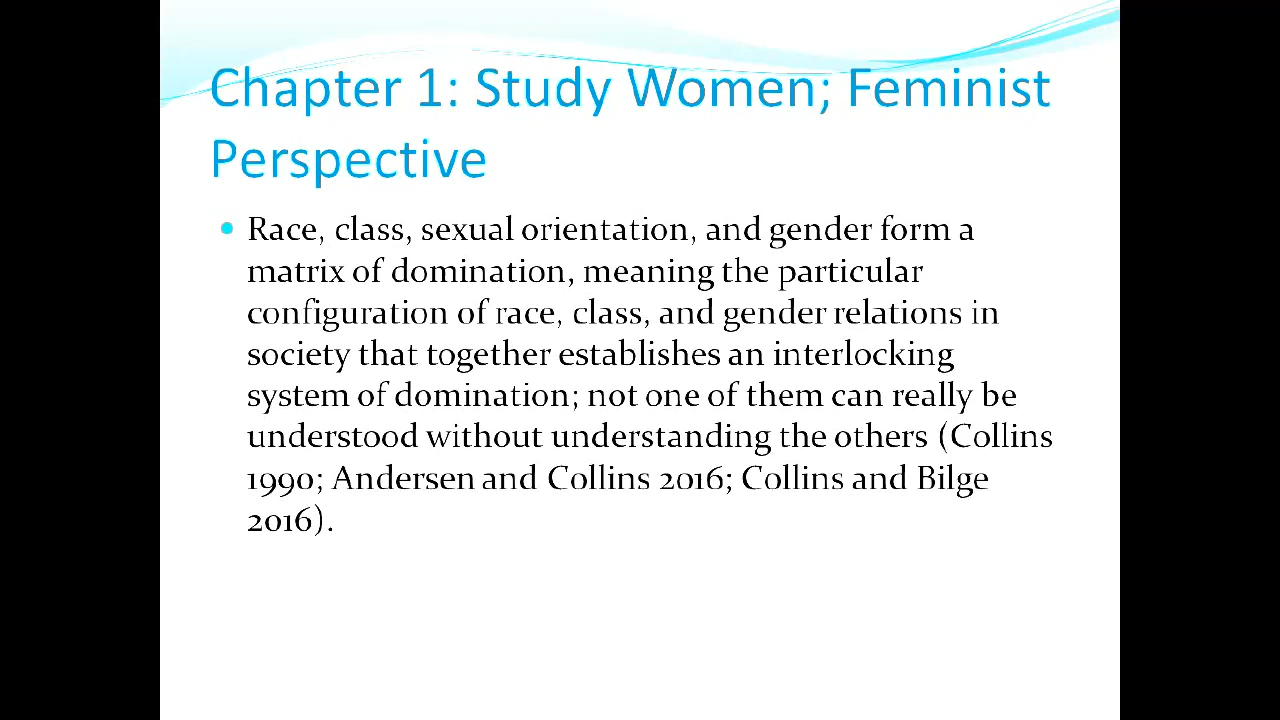 Chapter 1: Study Women; Feminist
Perspective
• Race, class, sexual orientation, and gender form a
matrix of domination, meaning the particular
configuration of race, class, and gender relations in
society that together establishes an interlocking
system of domination; not one of them can really be
understood without understanding the others (Collins
1990; Andersen and Collins 2016; Collins and Bilge
2016).